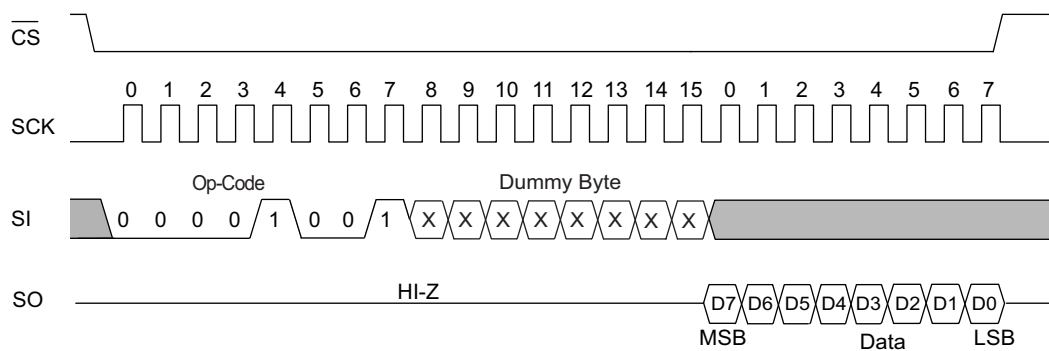 CS
0 1 2 3 4 5 6 7 8 9 10 11 12 13 14 15 0 1 2 3 4 5 6 7
SCK
Op-Code Dummy Byte
SI 0 0 0 0 1 0 0 1 X X X X X X X X
HI-Z
SO D7 D6 D5 D4 D3 D2 D1 D0
MSB Data LSB